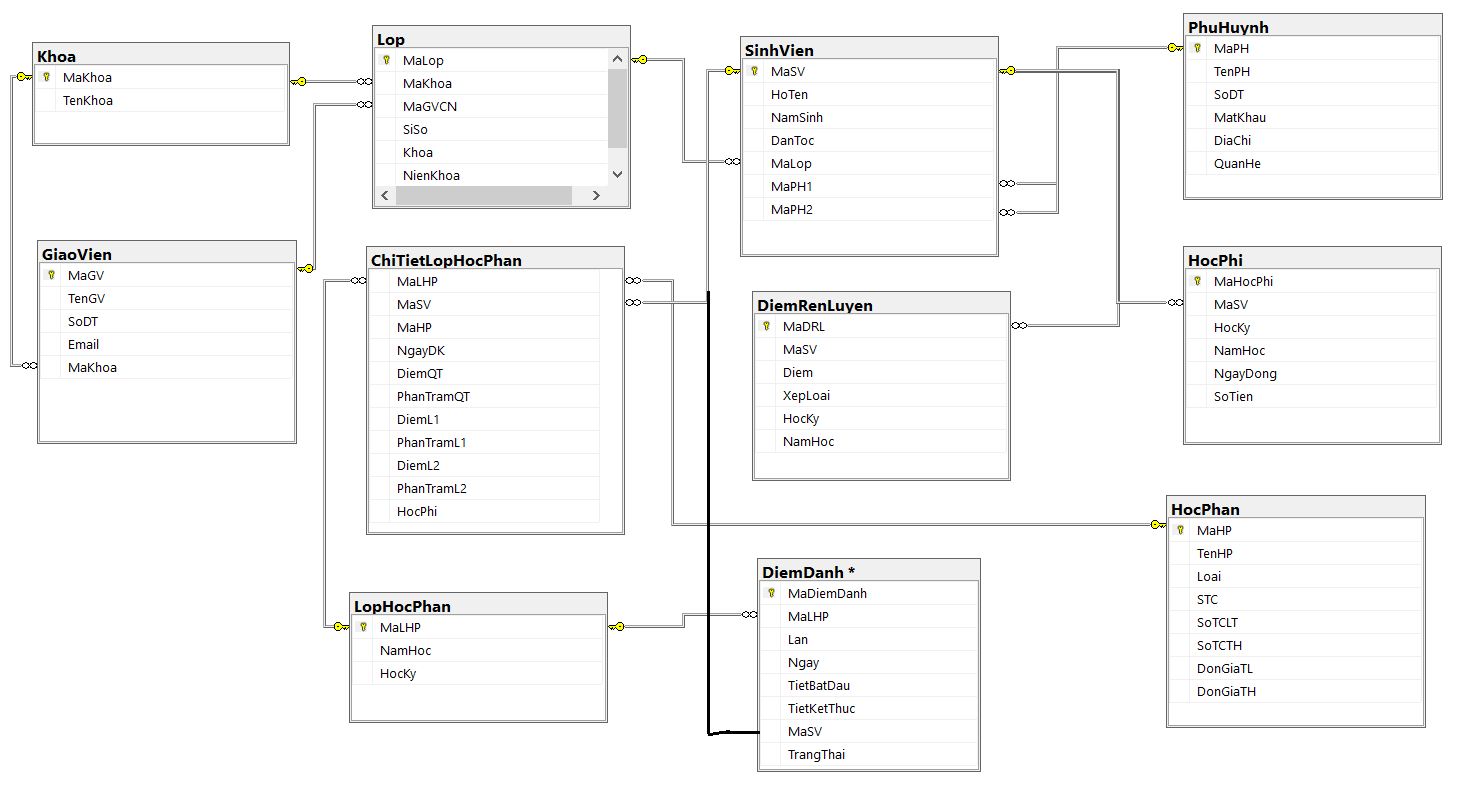 Khoa
MaKhoa
TenKhoa
Lop
MaLop
MaKhoa
MaGVCN
SiSo
Khoa
NienKhoa
SinhVien
MaSV
HoTen
NamSinh
DanToc
MaLop
MaPH1
MaPH2
PhuHuynh
MaPH
TenPH
SoDT
MatKhau
DiaChi
QuanHe
GiaoVien
MaGV
TenGV
SoDT
Email
MaKhoa
ChiTietLopHocPhan
MaLHP
MaSV
MaHP
NgayDK
DiemQT
PhanTramQT
DiemL1
PhanTramL1
DiemL2
PhanTramL2
HocPhi
DiemRenLuyen
MaDRL
MaSV
Diem
XepLoai
HocKy
NamHoc
HocPhi
MaHocPhi
MaSV
HocKy
NamHoc
NgayDong
SoTien
LopHocPhan
MaLHP
NamHoc
HocKy
DiemDanh *
MaDiemDanh
MaLHP
Lan
Ngay
TietBatDau
TietKetThuc
MaSV
TrangThai
HocPhan
MaHP
TenHP
Loai
STC
SoTCLT
SoTCTH
DonGiaTL
DonGiaTH